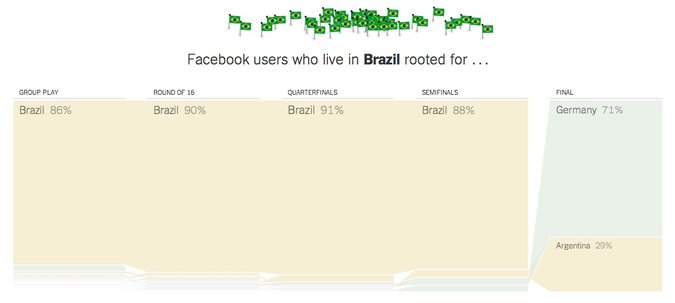 Facebook users who live in Brazil rooted for ...
GROUP PLAY
ROUND OF 16
QUARTERFINALS
SEMIFINALS
FINAL
Brazil 86%
Brazil 90%
Brazil 91%
Brazil 88%
Germany 71%
Argentina 29%